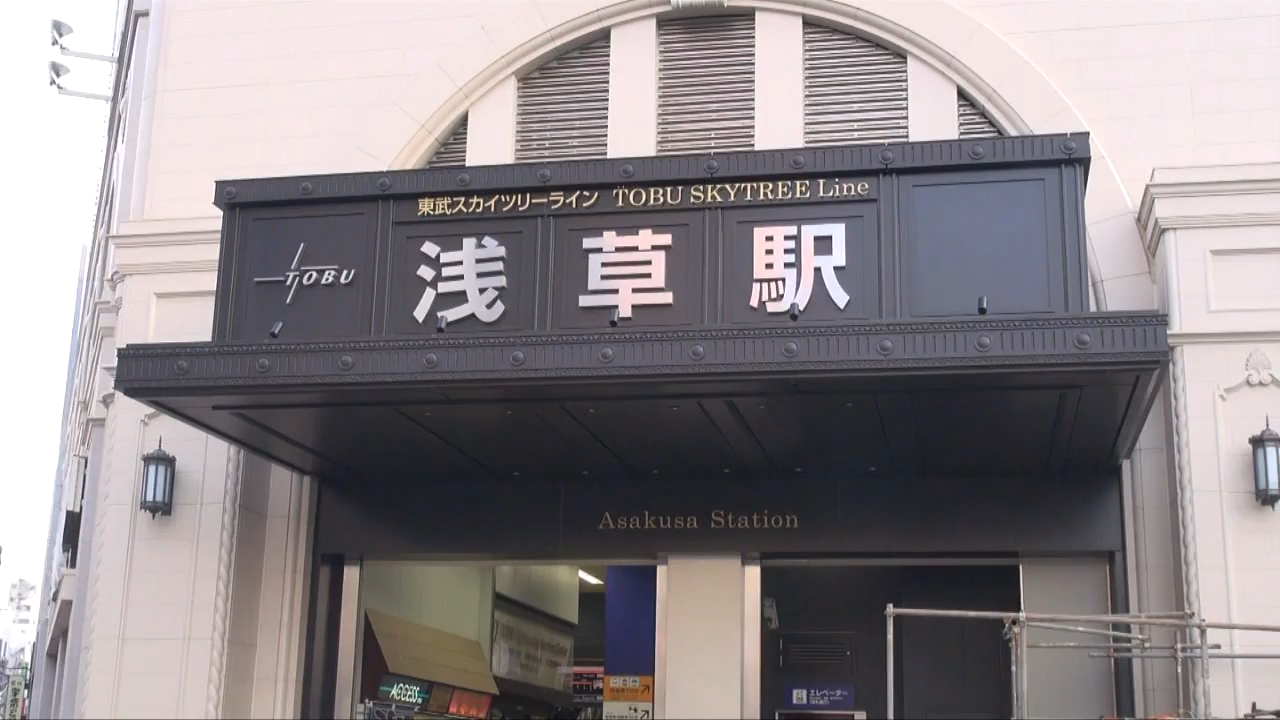 東武スカイツリーライン TOBU SKYTREE Line
TOBU
浅草駅
Asakusa Station
ACCESS
エレベーター